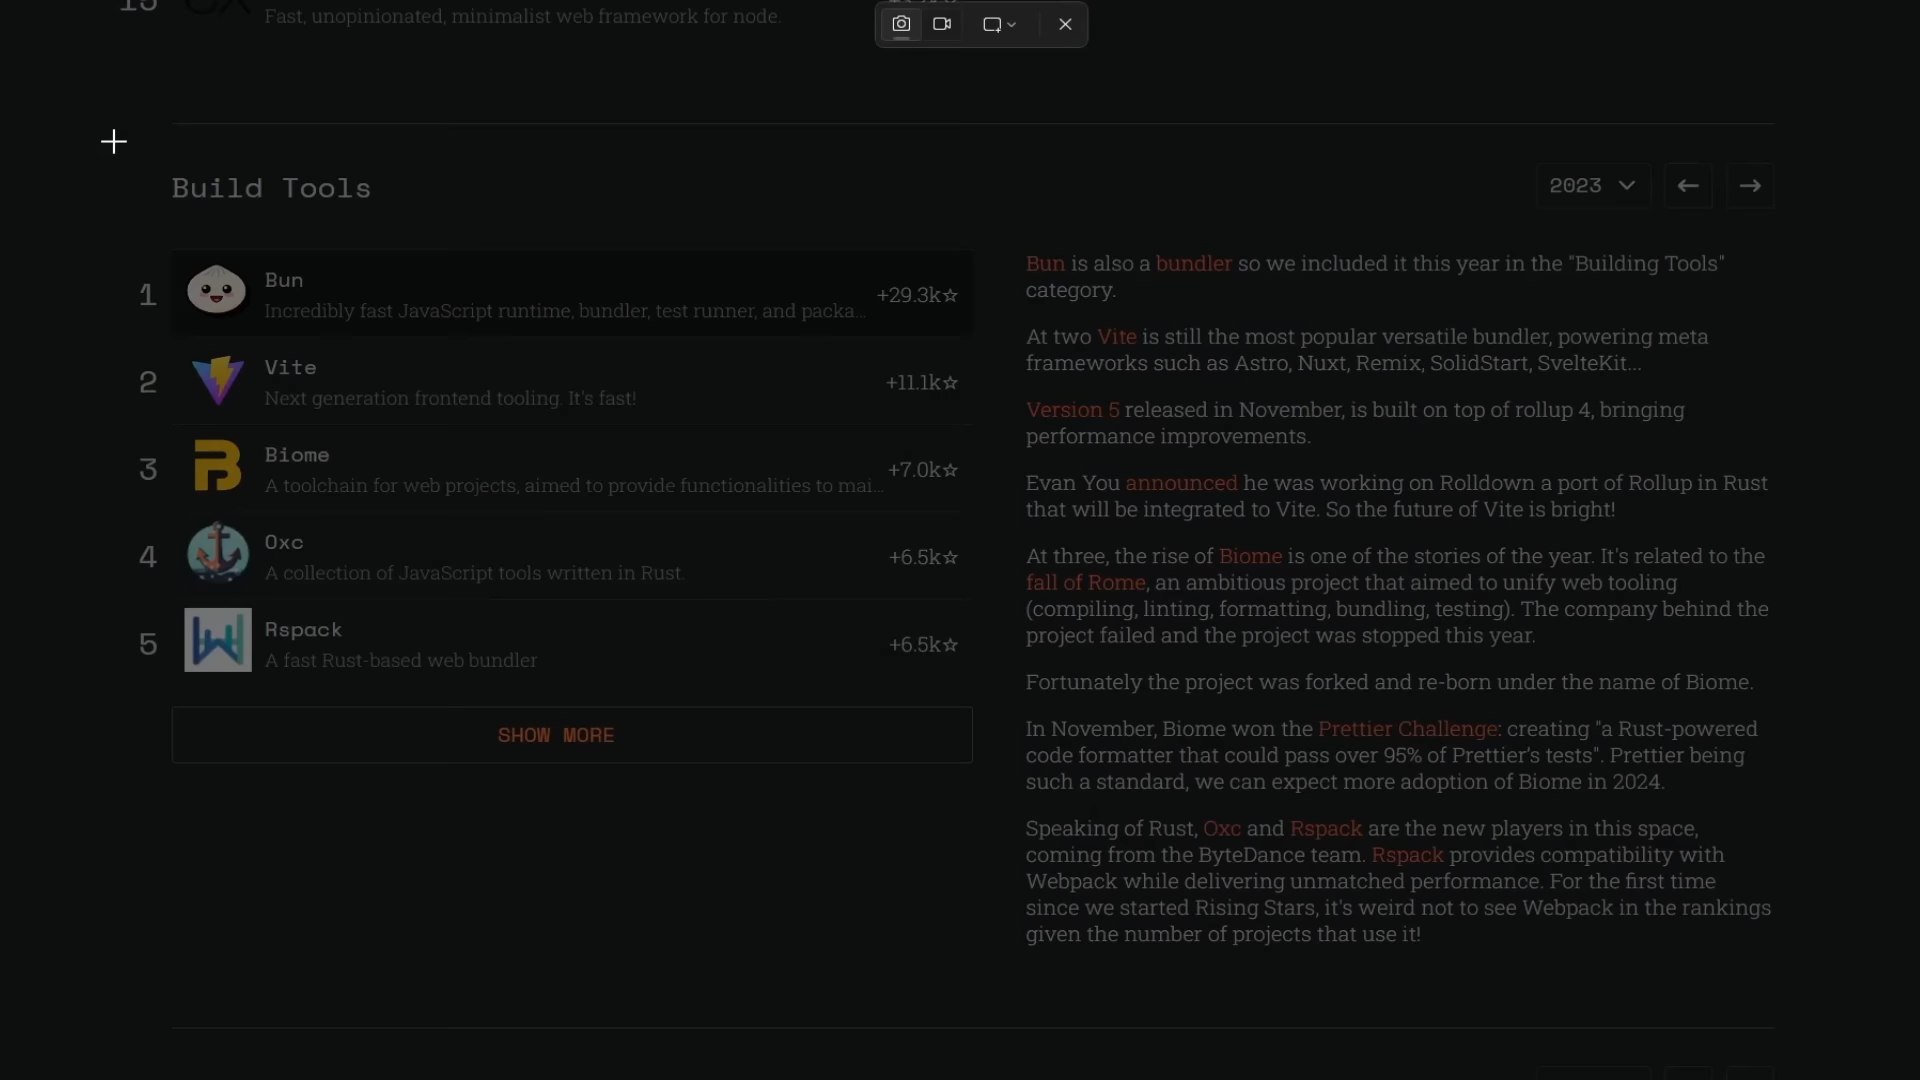 15
Fast, unopinionated, minimalist web framework for node.
Build Tools
2023
1
Bun
Incredibly fast JavaScript runtime, bundler, test runner, and packa...
+29.3k☆
2
Vite
Next generation frontend tooling. It's fast!
+11.1k☆
3
Biome
A toolchain for web projects, aimed to provide functionalities to mai...
+7.0k☆
4
Oxc
A collection of JavaScript tools written in Rust.
+6.5k☆
5
Rspack
A fast Rust-based web bundler
+6.5k☆
SHOW MORE
Bun is also a bundler so we included it this year in the "Building Tools"
category.
At two Vite is still the most popular versatile bundler, powering meta
frameworks such as Astro, Nuxt, Remix, SolidStart, SvelteKit...
Version 5 released in November, is built on top of rollup 4, bringing
performance improvements.
Evan You announced he was working on Rolldown a port of Rollup in Rust
that will be integrated to Vite. So the future of Vite is bright!
At three, the rise of Biome is one of the stories of the year. It's related to the
fall of Rome, an ambitious project that aimed to unify web tooling
(compiling, linting, formatting, bundling, testing). The company behind the
project failed and the project was stopped this year.
Fortunately the project was forked and re-born under the name of Biome.
In November, Biome won the Prettier Challenge: creating "a Rust-powered
code formatter that could pass over 95% of Prettier's tests". Prettier being
such a standard, we can expect more adoption of Biome in 2024.
Speaking of Rust, Oxc and Rspack are the new players in this space,
coming from the ByteDance team. Rspack provides compatibility with
Webpack while delivering unmatched performance. For the first time
since we started Rising Stars, it's weird not to see Webpack in the rankings
given the number of projects that use it!